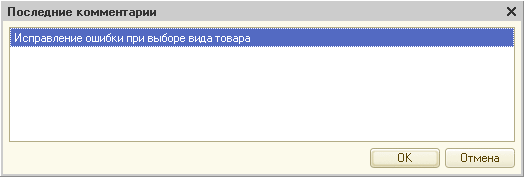 Последние комментарии
Исправление ошибки при выборе вида товара
OK
Отмена